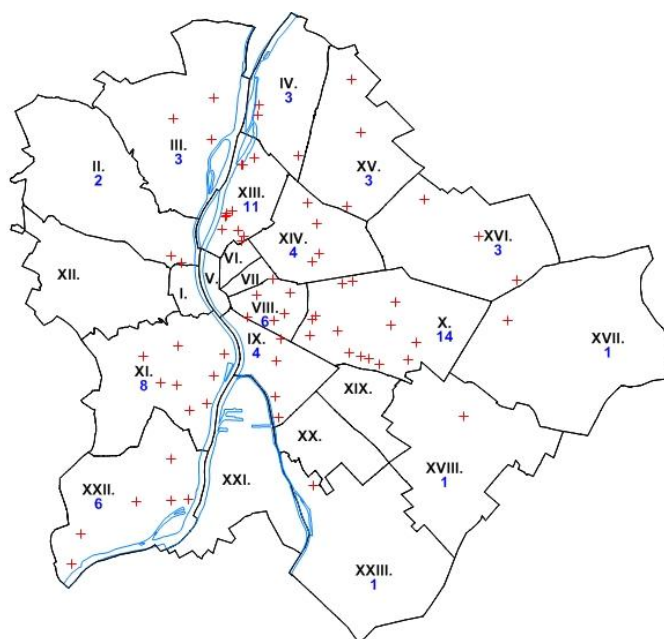 IV.
3
III.
3
II.
2
XV.
3
XIII.
11
XIV.
4
XVI.
3
VI.
XII.
I.
V.
VII
VIII.
6
X.
14
XVII.
1
IX.
4
XI.
8
XIX.
XX.
XVIII.
1
XXII.
6
XXI.
XXIII.
1